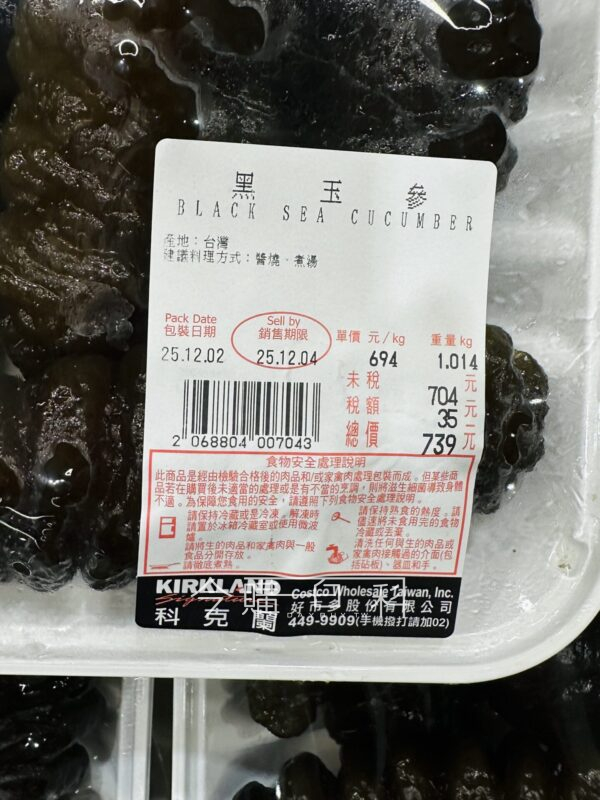 黑玉參
BLACK SEA CUCUMBER
產地：台灣
建議料理方式：醬燒、煮湯
Pack Date
包裝日期
Sell by
銷售期限
單價 元/kg
重量 kg
25.12.02
25.12.04
694
1.014
未稅 704 元
稅額 35 元
總價 739 元
2 068804 007043
食物安全處理說明
此商品是經由檢驗合格後的肉品和/或家禽肉處理包裝而成。但某些商
品若在購買後未適當的處理或是有不當的烹調，則將滋生細菌導致身體
不適。為保障您食用的安全，請遵照下列食物安全處理說明。
請保持冷藏或是冷凍。解凍時
請置於冰箱冷藏室或使用微波
爐。
請將生的肉品和家禽肉與一般
食品分開存放。
請徹底煮熟。
請保持熟食的熱度。請
儘速將未食用完的食物
冷藏或丟棄。
請洗任何與生的肉品或
家禽肉接觸過的介面(包
括砧板)、器皿和手。
KIRKLAND
Signature
科克蘭
Costco Wholesale Taiwan, Inc.
好市多股份有限公司
449-9909(手機撥打請加02)